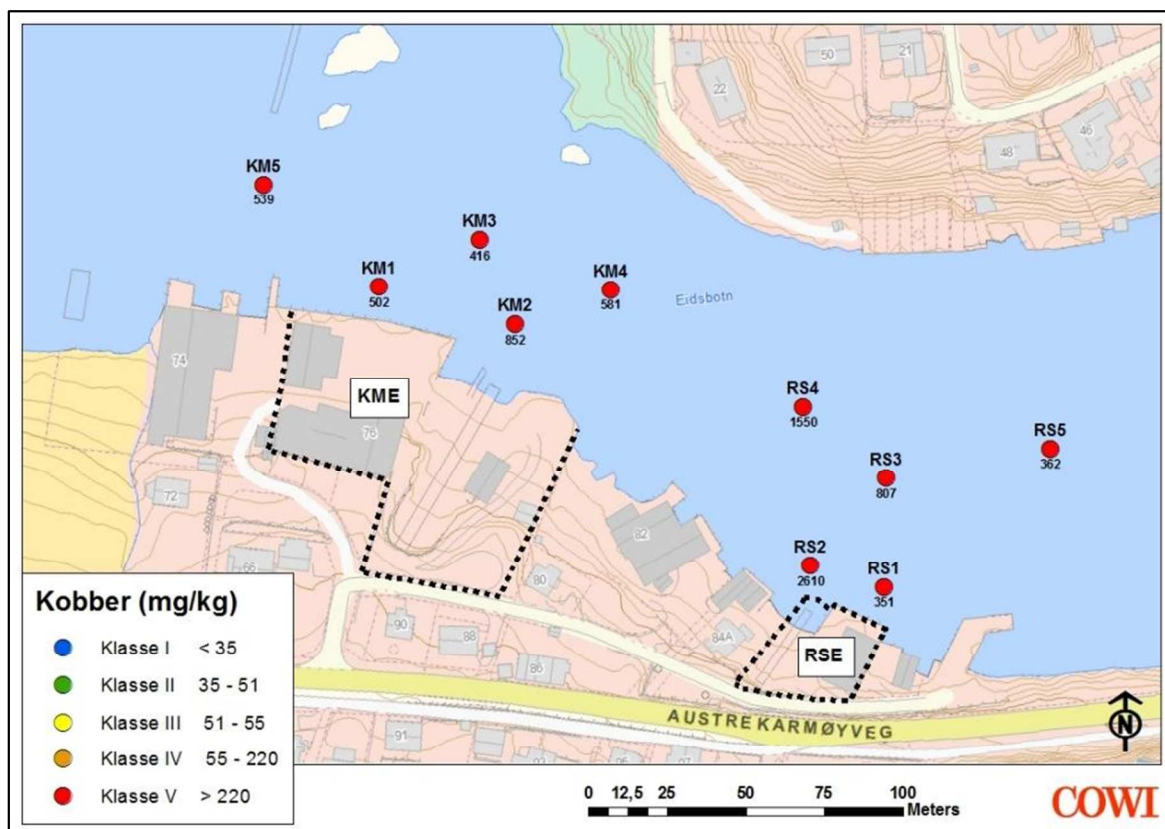 50
21
22
46
48
KM5
539
KM3
416
KM1
502
KM4
581
KM2
852
Eidsbotn
74
KME
76
RS4
1550
RS5
362
RS3
807
72
82
RS2
2610
RS1
351
66
80
90
88
86
84A
RSE
AUSTRE KARMØYVEG
91
N
Kobber (mg/kg)
Klasse I < 35
Klasse II 35 - 51
Klasse III 51 - 55
Klasse IV 55 - 220
Klasse V > 220
0 12,5 25 50 75 100
Meters
COWI